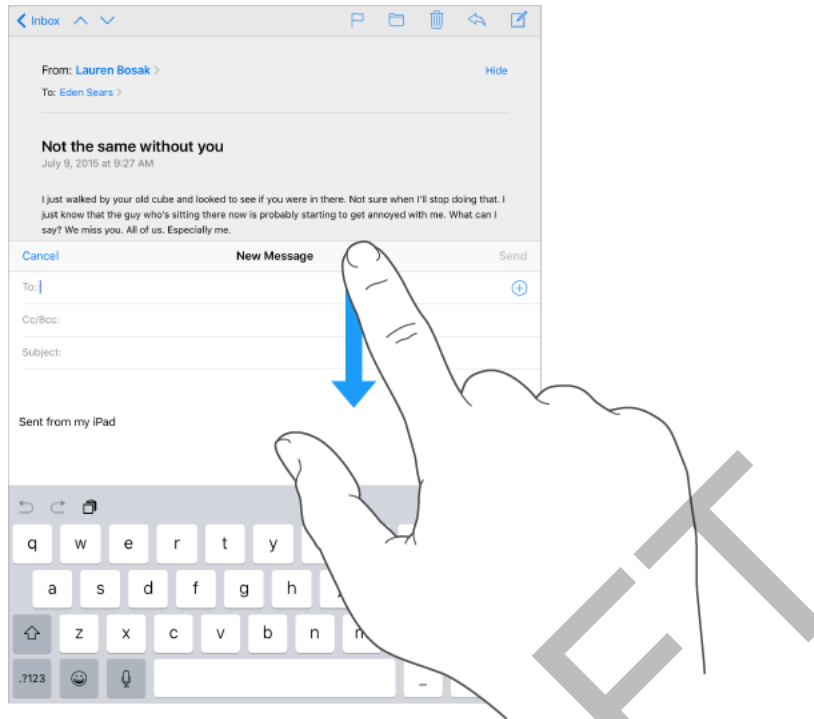 Inbox
From: Lauren Bosak
Hide
To: Eden Sears
Not the same without you
July 9, 2015 at 9:27 AM
I just walked by your old cube and looked to see if you were in there. Not sure when I'll stop doing that. I
just know that the guy who's sitting there now is probably starting to get annoyed with me. What can I
say? We miss you. All of us. Especially me.
Cancel New Message Send
To:
Cc/Bcc:
Subject:
Sent from my iPad
q w e r t y
a s d f g h
z x c v b n
.?123
FT